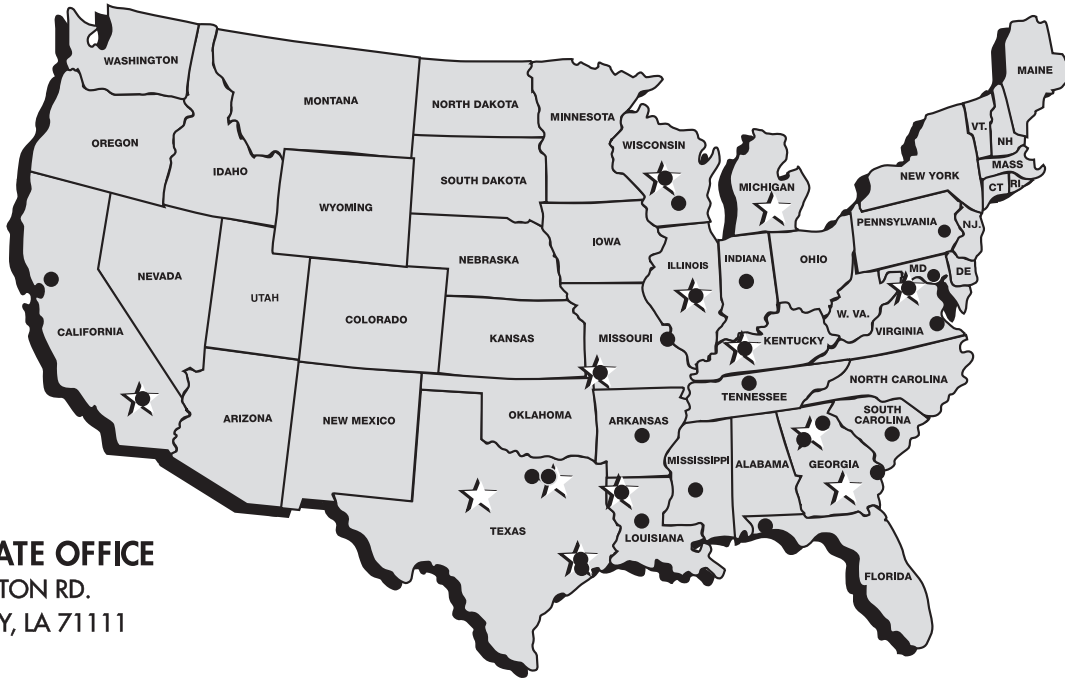 WASHINGTON
MAINE
MONTANA
NORTH DAKOTA
MINNESOTA
VT.
NH
OREGON
WISCONSIN
MASS
IDAHO
SOUTH DAKOTA
MICHIGAN
NEW YORK
CT
RI.
WYOMING
PENNSYLVANIA
NJ.
IOWA
NEBRASKA
ILLINOIS
INDIANA
OHIO
MD
DE
NEVADA
UTAH
COLORADO
W. VA.
CALIFORNIA
KANSAS
MISSOURI
KENTUCKY
VIRGINIA
NORTH CAROLINA
TENNESSEE
ARIZONA
NEW MEXICO
OKLAHOMA
ARKANSAS
SOUTH
CAROLINA
MISSISSIPPI
ALABAMA
GEORGIA
TEXAS
LOUISIANA
FLORIDA
ATE OFFICE
TON RD.
Y, LA 71111